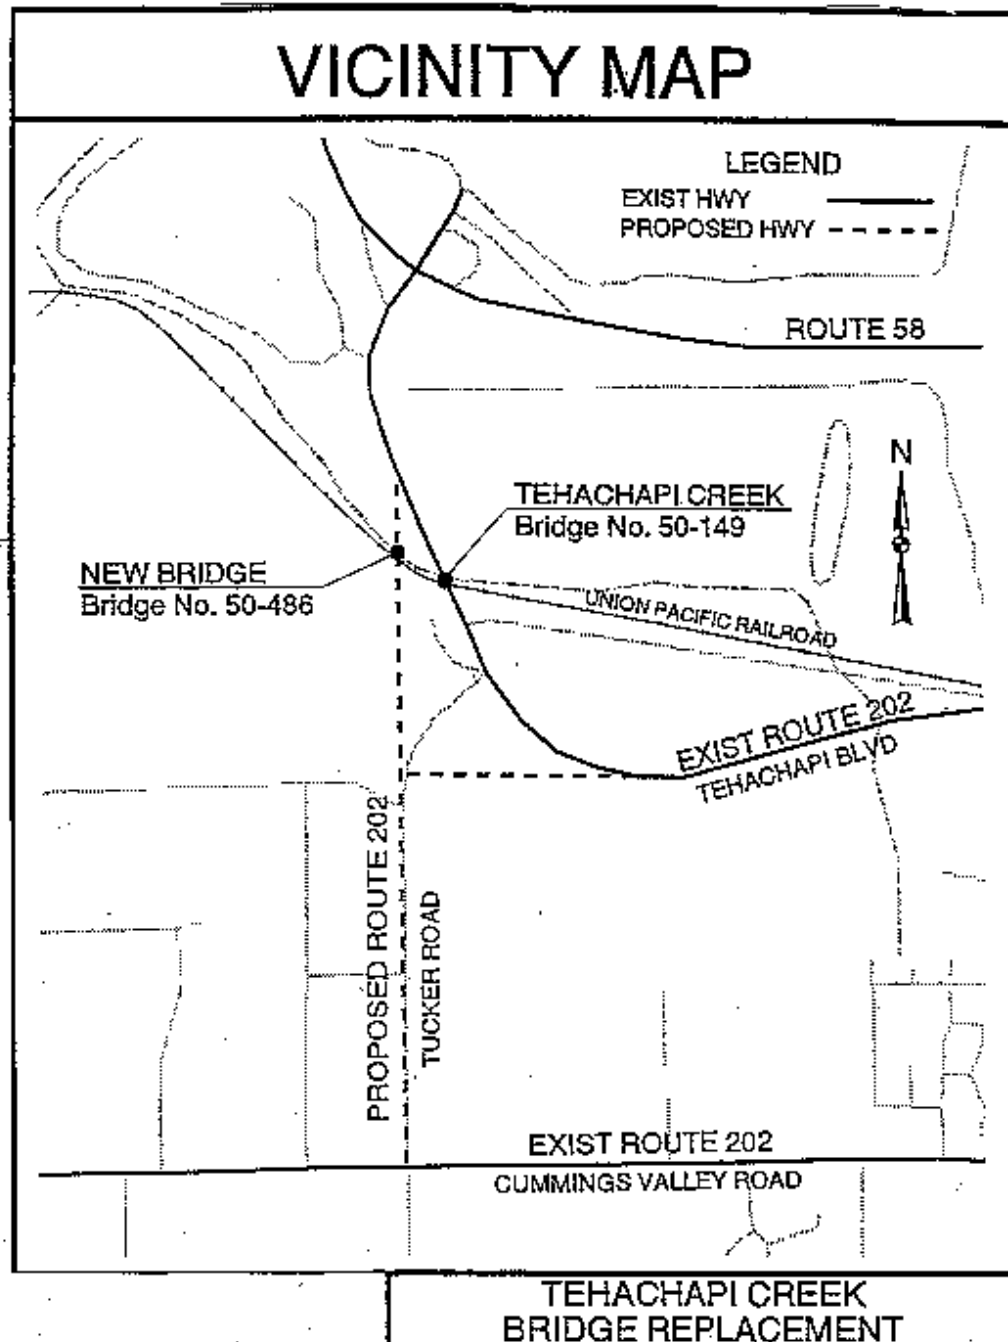 VICINITY MAP
LEGEND
EXIST HWY
PROPOSED HWY
ROUTE 58
N
TEHACHAPI CREEK
Bridge No. 50-149
NEW BRIDGE
Bridge No. 50-486
UNION PACIFIC RAILROAD
EXIST ROUTE 202
TEHACHAPI BLVD
PROPOSED ROUTE 202
TUCKER ROAD
EXIST ROUTE 202
CUMMINGS VALLEY ROAD
TEHACHAPI CREEK
BRIDGE REPLACEMENT